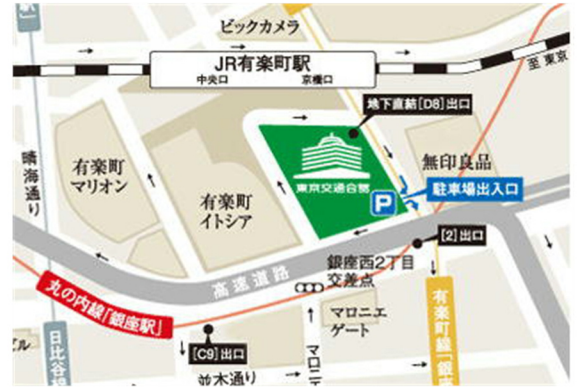 ビックカメラ
JR有楽町駅
中央口 京橋口
至 東京
地下直結[D8]出口
晴海通り
有楽町
マリオン
有楽町
イトシア
東京交通会館
無印良品
P
駐車場出入口
[2]出口
銀座西2丁目
交差点
高速道路
丸の内線「銀座駅」
マロニエ
ゲート
有楽町線「銀座
日比谷線
ビル
[C9]出口
並木通り
マロニエ